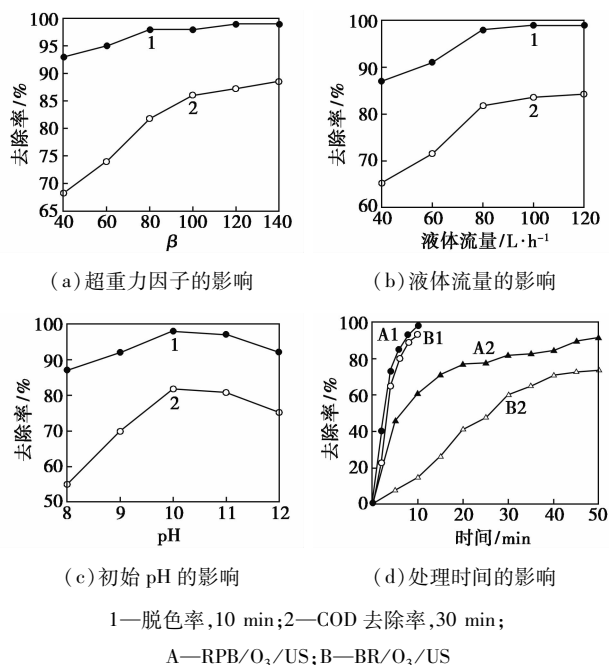 100
95
90
85
80
75
70
65
去除率/%
1
2
40 60 80 100 120 140
β
(a)超重力因子的影响
100
90
80
70
60
去除率/%
1
2
40 60 80 100 120
液体流量/L·h⁻¹
(b)液体流量的影响
100
90
80
70
60
50
去除率/%
1
2
8 9 10 11 12
pH
(c)初始 pH 的影响
100
80
60
40
20
0
去除率/%
A1 B1
A2
B2
0 10 20 30 40 50
时间/min
(d)处理时间的影响
1—脱色率,10 min;2—COD 去除率,30 min;
A—RPB/O₃/US;B—BR/O₃/US